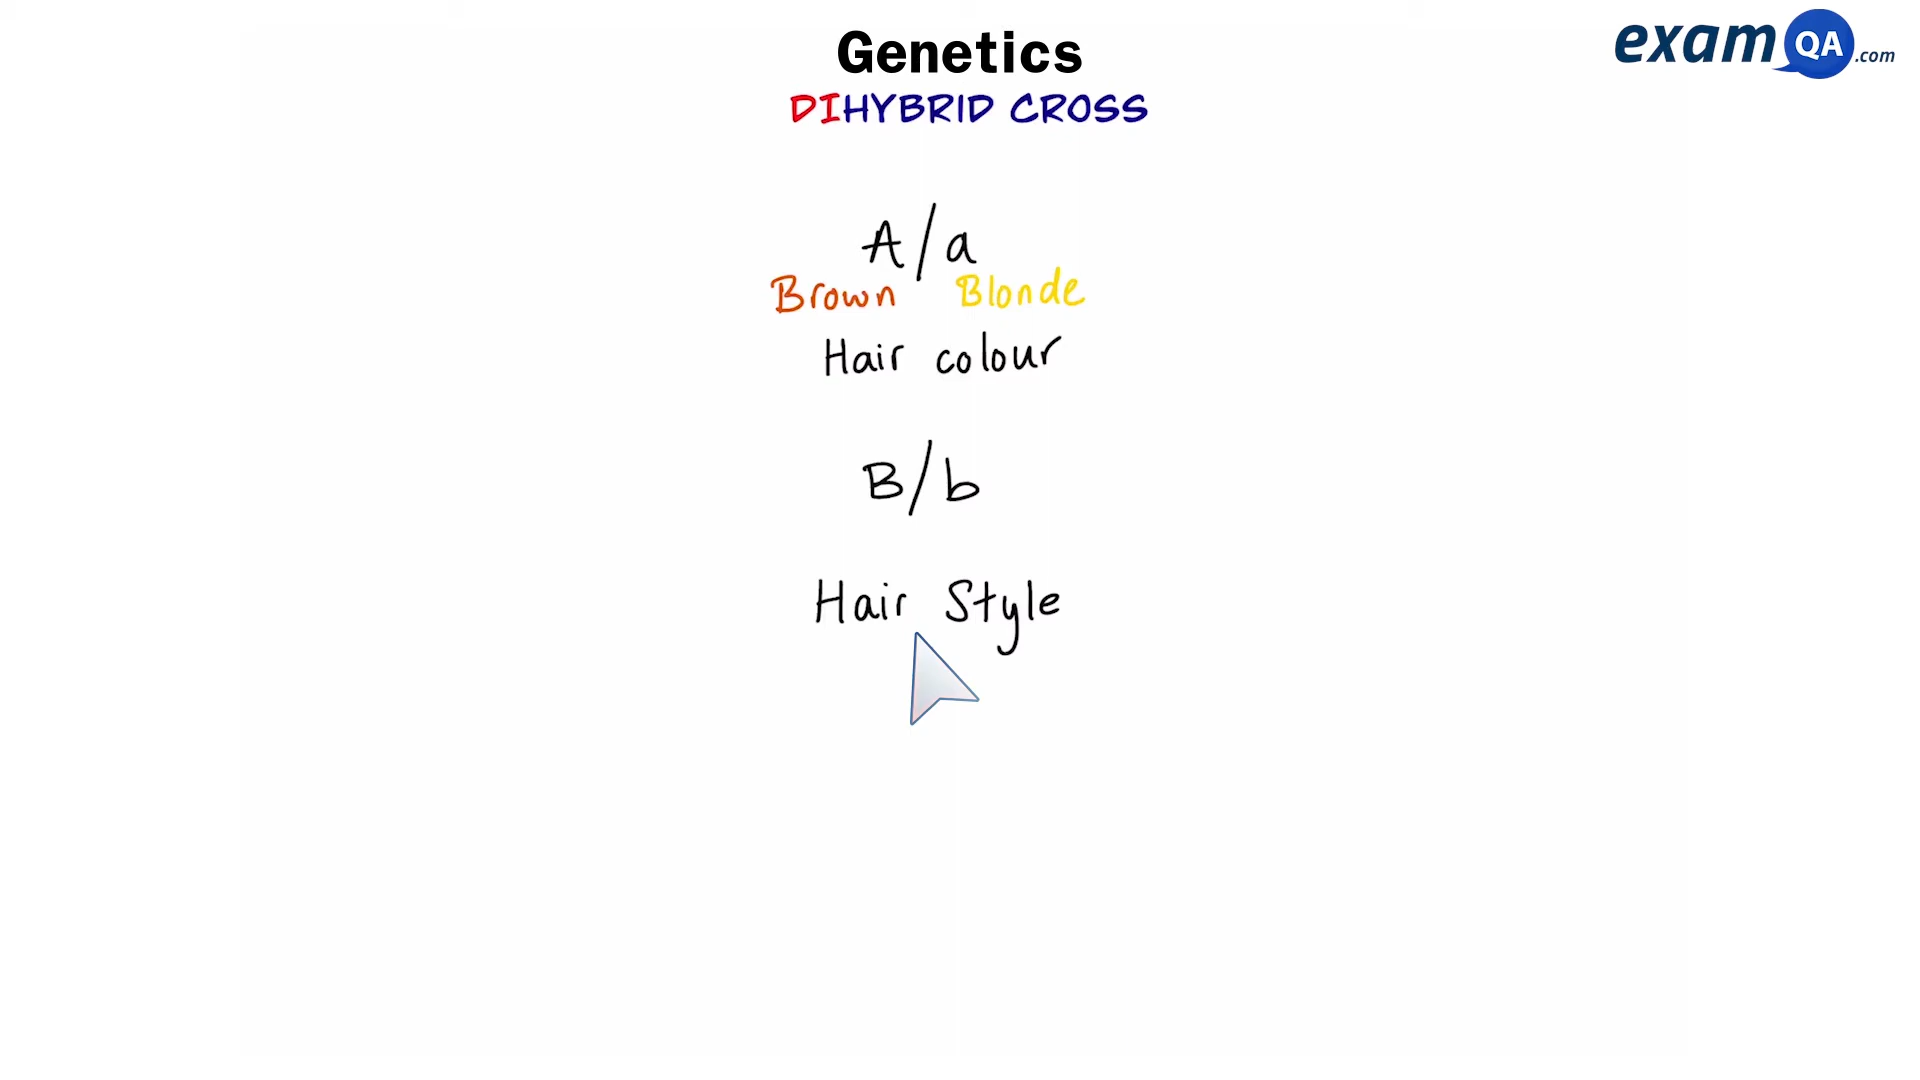 Genetics
examQA.com
DIHYBRID CROSS
A/a
Brown Blonde
Hair colour
B/b
Hair Style